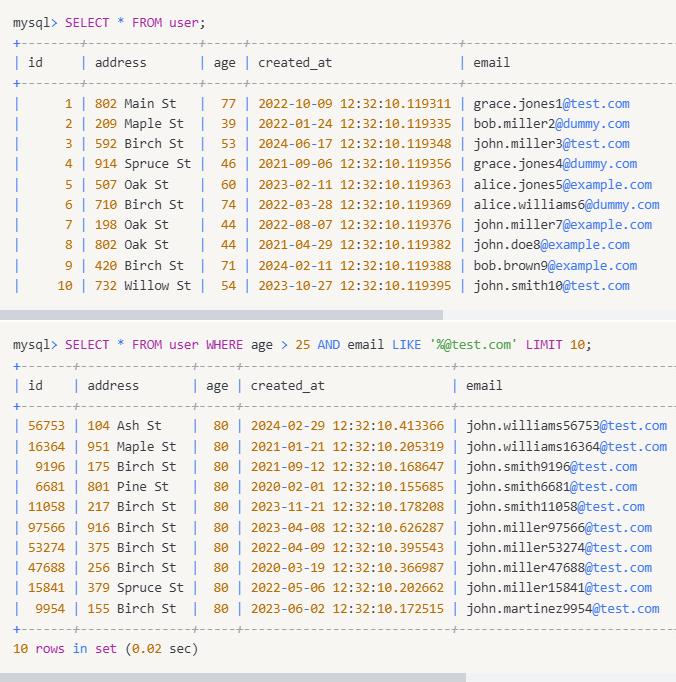 mysql> SELECT * FROM user;
+-------+---------------+-----+----------------------------+---------------------------
| id    | address       | age | created_at                 | email
+-------+---------------+-----+----------------------------+---------------------------
|     1 | 802 Main St   |  77 | 2022-10-09 12:32:10.119311 | grace.jones1@test.com
|     2 | 209 Maple St  |  39 | 2022-01-24 12:32:10.119335 | bob.miller2@dummy.com
|     3 | 592 Birch St  |  53 | 2024-06-17 12:32:10.119348 | john.miller3@test.com
|     4 | 914 Spruce St |  46 | 2021-09-06 12:32:10.119356 | grace.jones4@dummy.com
|     5 | 507 Oak St    |  60 | 2023-02-11 12:32:10.119363 | alice.jones5@example.com
|     6 | 710 Birch St  |  74 | 2022-03-28 12:32:10.119369 | alice.williams6@dummy.com
|     7 | 198 Oak St    |  44 | 2022-08-07 12:32:10.119376 | john.miller7@example.com
|     8 | 802 Oak St    |  44 | 2021-04-29 12:32:10.119382 | john.doe8@example.com
|     9 | 420 Birch St  |  71 | 2024-02-11 12:32:10.119388 | bob.brown9@example.com
|    10 | 732 Willow St |  54 | 2023-10-27 12:32:10.119395 | john.smith10@test.com
mysql> SELECT * FROM user WHERE age > 25 AND email LIKE '%@test.com' LIMIT 10;
+-------+---------------+-----+----------------------------+---------------------------
| id    | address       | age | created_at                 | email
+-------+---------------+-----+----------------------------+---------------------------
| 56753 | 104 Ash St    |  80 | 2024-02-29 12:32:10.413366 | john.williams56753@test.com
| 16364 | 951 Maple St  |  80 | 2021-01-21 12:32:10.205319 | john.williams16364@test.com
|  9196 | 175 Birch St  |  80 | 2021-09-12 12:32:10.168647 | john.smith9196@test.com
|  6681 | 801 Pine St   |  80 | 2020-02-01 12:32:10.155685 | john.smith6681@test.com
| 11058 | 217 Birch St  |  80 | 2023-11-21 12:32:10.178208 | john.smith11058@test.com
| 97566 | 916 Birch St  |  80 | 2023-04-08 12:32:10.626287 | john.miller97566@test.com
| 53274 | 375 Birch St  |  80 | 2022-04-09 12:32:10.395543 | john.miller53274@test.com
| 47688 | 256 Birch St  |  80 | 2020-03-19 12:32:10.366987 | john.miller47688@test.com
| 15841 | 379 Spruce St |  80 | 2022-05-06 12:32:10.202662 | john.miller15841@test.com
|  9954 | 155 Birch St  |  80 | 2023-06-02 12:32:10.172515 | john.martinez9954@test.com
+-------+---------------+-----+----------------------------+---------------------------
10 rows in set (0.02 sec)